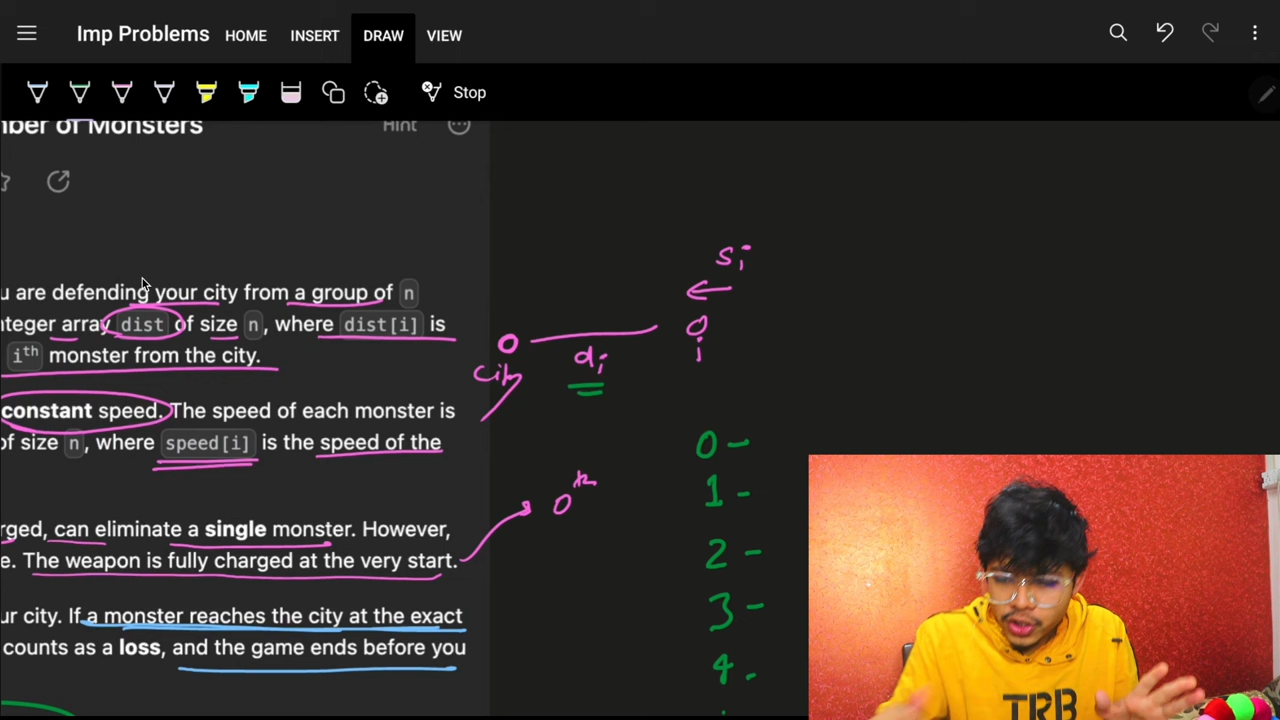 Imp Problems HOME INSERT DRAW VIEW
Stop
nber of Monsters Hint
u are defending your city from a group of n
nteger array dist of size n, where dist[i] is
ith monster from the city.
constant speed. The speed of each monster is
of size n, where speed[i] is the speed of the
rged, can eliminate a single monster. However,
e. The weapon is fully charged at the very start.
ur city. If a monster reaches the city at the exact
counts as a loss, and the game ends before you
si
i
di
City
0th
0 -
1 -
2 -
3 -
4 -
TRB